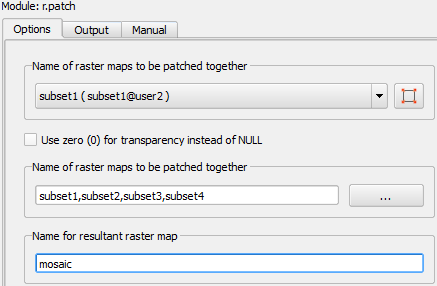 Module: r.patch
Options Output Manual
Name of raster maps to be patched together
subset1 ( subset1@user2 )
Use zero (0) for transparency instead of NULL
Name of raster maps to be patched together
subset1,subset2,subset3,subset4
...
Name for resultant raster map
mosaic